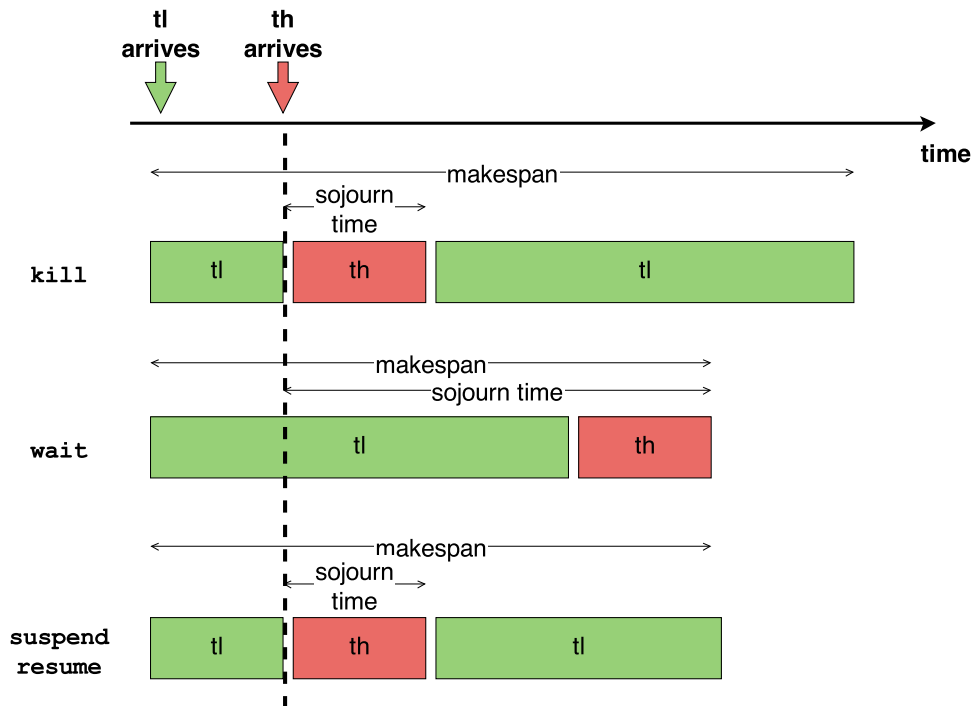 tl
arrives
th
arrives
time
makespan
sojourn
time
kill
tl
th
tl
makespan
sojourn time
wait
tl
th
makespan
sojourn
time
suspend
resume
tl
th
tl